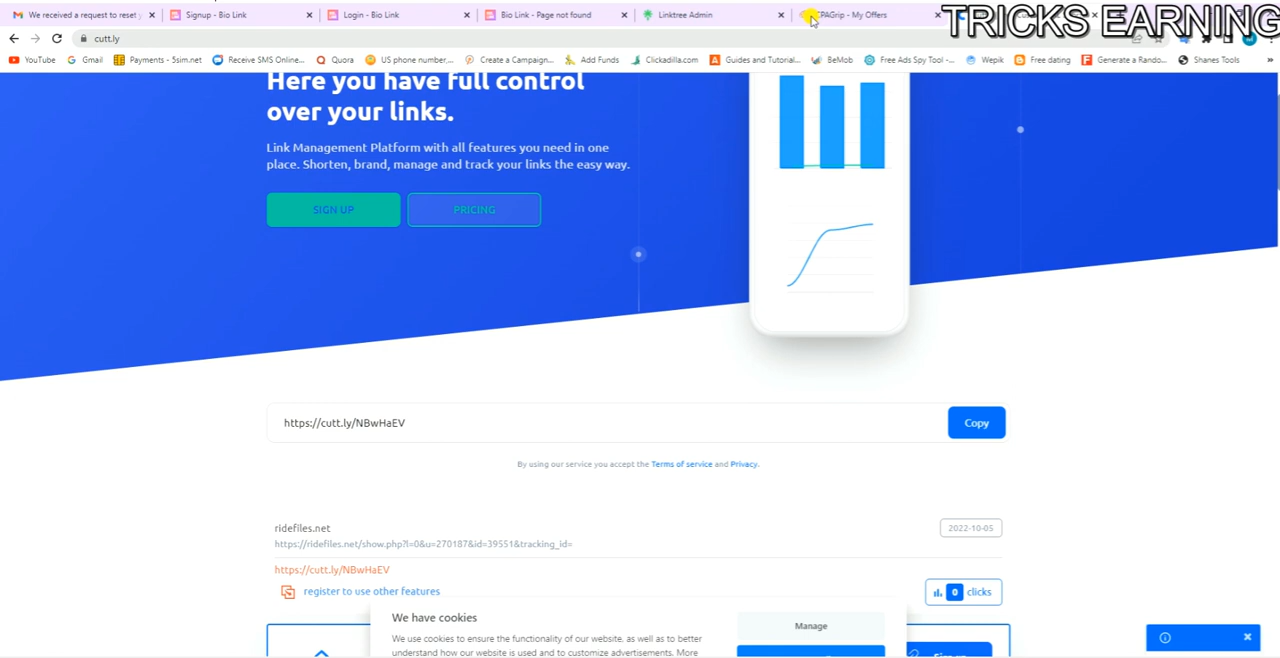 We received a request to reset y
Signup - Bio Link
Login - Bio Link
Bio Link - Page not found
Linktree Admin
CPAGrip - My Offers
TRICKS EARNING
cutt.ly
YouTube
Gmail
Payments - 5sim.net
Receive SMS Online...
Quora
US phone number,...
Create a Campaign...
Add Funds
Clickadilla.com
Guides and Tutorial...
BeMob
Free Ads Spy Tool -...
Wepik
Free dating
Generate a Rando...
Shanes Tools
»
Here you have full control
over your links.
Link Management Platform with all features you need in one
place. Shorten, brand, manage and track your links the easy way.
SIGN UP
PRICING
https://cutt.ly/NBwHaEV
Copy
By using our service you accept the Terms of service and Privacy.
ridefiles.net
2022-10-05
https://ridefiles.net/show.php?l=0&u=270187&id=39551&tracking_id=
https://cutt.ly/NBwHaEV
register to use other features
0 clicks
We have cookies
Manage
We use cookies to ensure the functionality of our website, as well as to better
understand how our website is used and to customize advertisements. More